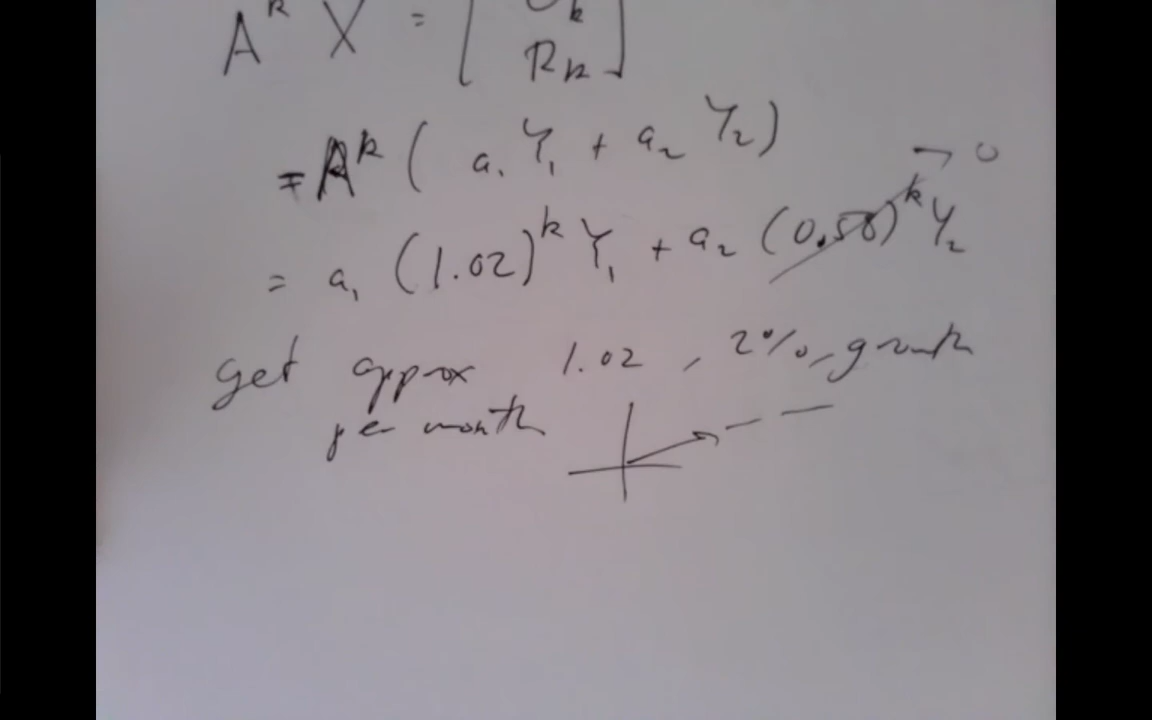 A^k X = [ O_k
R_k ]
= A^k ( a_1 Y_1 + a_2 Y_2 )
→ 0
= a_1 (1.02)^k Y_1 + a_2 (0.58)^k Y_2
get approx 1.02, 2% growth
per month